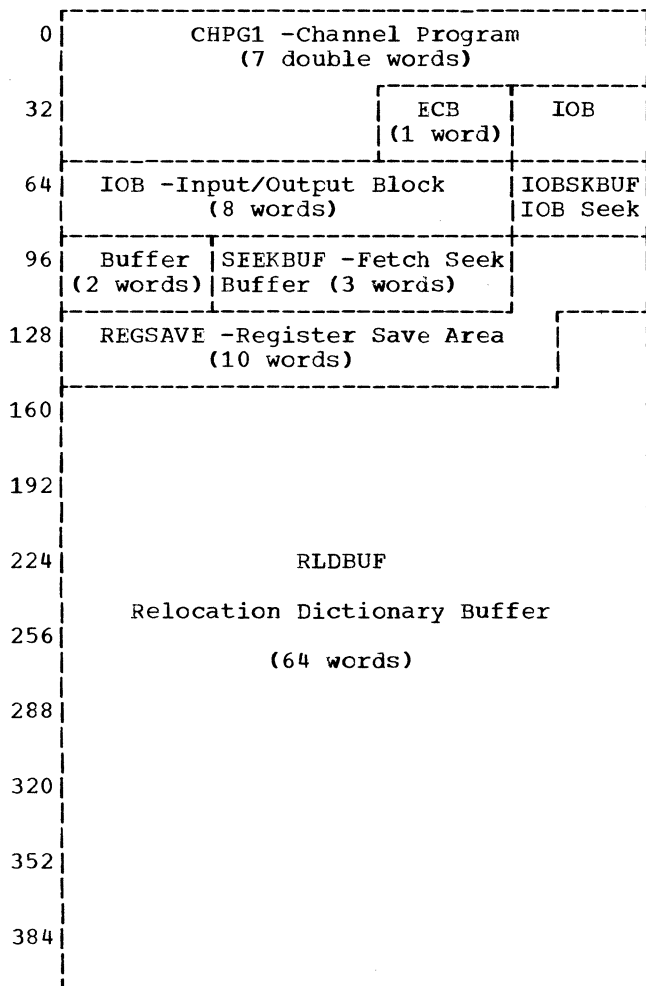 0 CHPG1 -Channel Program
(7 double words)
32 ECB IOB
(1 word)
64 IOB -Input/Output Block IOBSKBUF
(8 words) IOB Seek
96 Buffer SEEKBUF -Fetch Seek
(2 words) Buffer (3 words)
128 REGSAVE -Register Save Area
(10 words)
160
192
224 RLDBUF
Relocation Dictionary Buffer
256
(64 words)
288
320
352
384